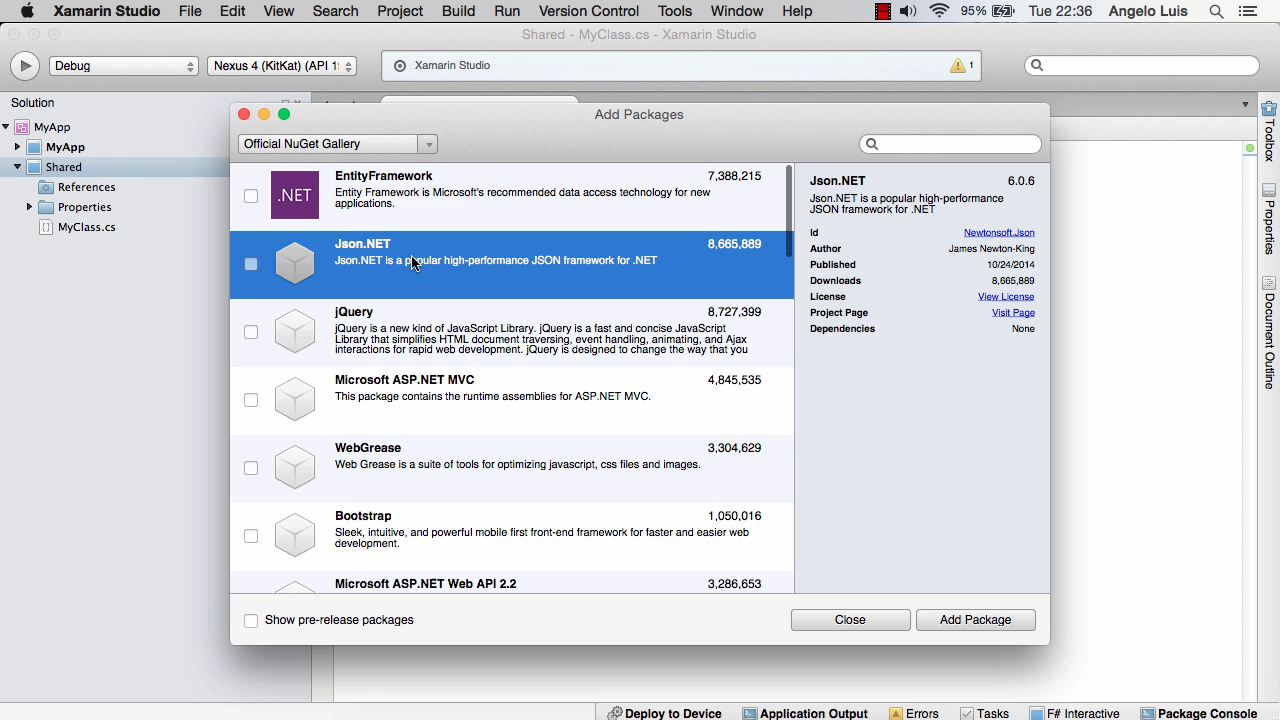 Xamarin Studio File Edit View Search Project Build Run Version Control Tools Window Help 95% Tue 22:36 Angelo Luis
Shared - MyClass.cs - Xamarin Studio
Debug
Nexus 4 (KitKat) (API 1
Xamarin Studio
1
Solution
MyApp
MyApp
Shared
References
Properties
MyClass.cs
Add Packages
Official NuGet Gallery
EntityFramework 7,388,215
Entity Framework is Microsoft's recommended data access technology for new
applications.
.NET
Json.NET 8,665,889
Json.NET is a popular high-performance JSON framework for .NET
jQuery 8,727,399
jQuery is a new kind of JavaScript Library. jQuery is a fast and concise JavaScript
Library that simplifies HTML document traversing, event handling, animating, and Ajax
interactions for rapid web development. jQuery is designed to change the way that you
Microsoft ASP.NET MVC 4,845,535
This package contains the runtime assemblies for ASP.NET MVC.
WebGrease 3,304,629
Web Grease is a suite of tools for optimizing javascript, css files and images.
Bootstrap 1,050,016
Sleek, intuitive, and powerful mobile first front-end framework for faster and easier web
development.
Microsoft ASP.NET Web API 2.2 3,286,653
Json.NET 6.0.6
Json.NET is a popular high-performance
JSON framework for .NET
Id Newtonsoft.Json
Author James Newton-King
Published 10/24/2014
Downloads 8,665,889
License View License
Project Page Visit Page
Dependencies None
Show pre-release packages
Close
Add Package
Toolbox
Properties
Document Outline
Deploy to Device
Application Output
Errors
Tasks
F# Interactive
Package Console